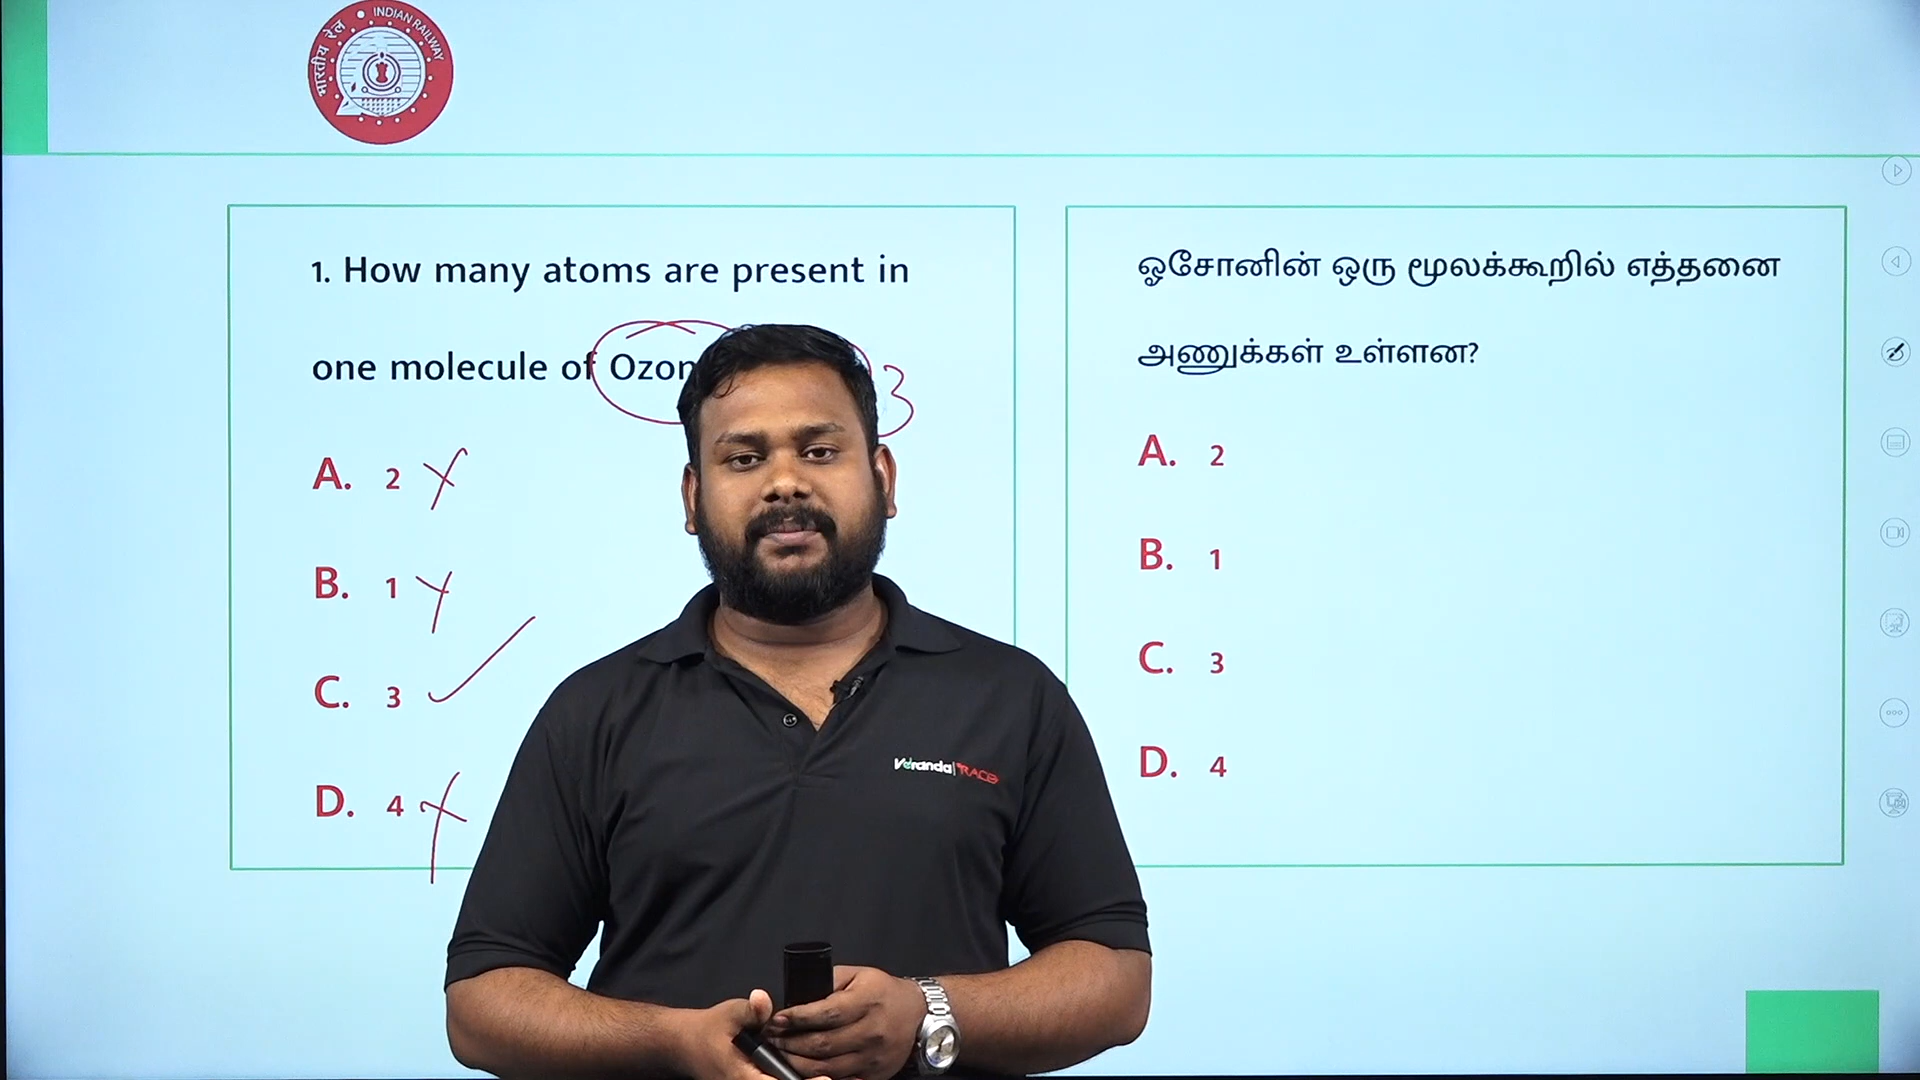 भारतीय रेल INDIAN RAILWAY
1. How many atoms are present in
one molecule of
3
A. 2
B. 1
C. 3
D. 4
ஓசோனின் ஒரு மூலக்கூறில் எத்தனை
அணுக்கள் உள்ளன?
A. 2
B. 1
C. 3
D. 4
Veranda RACE